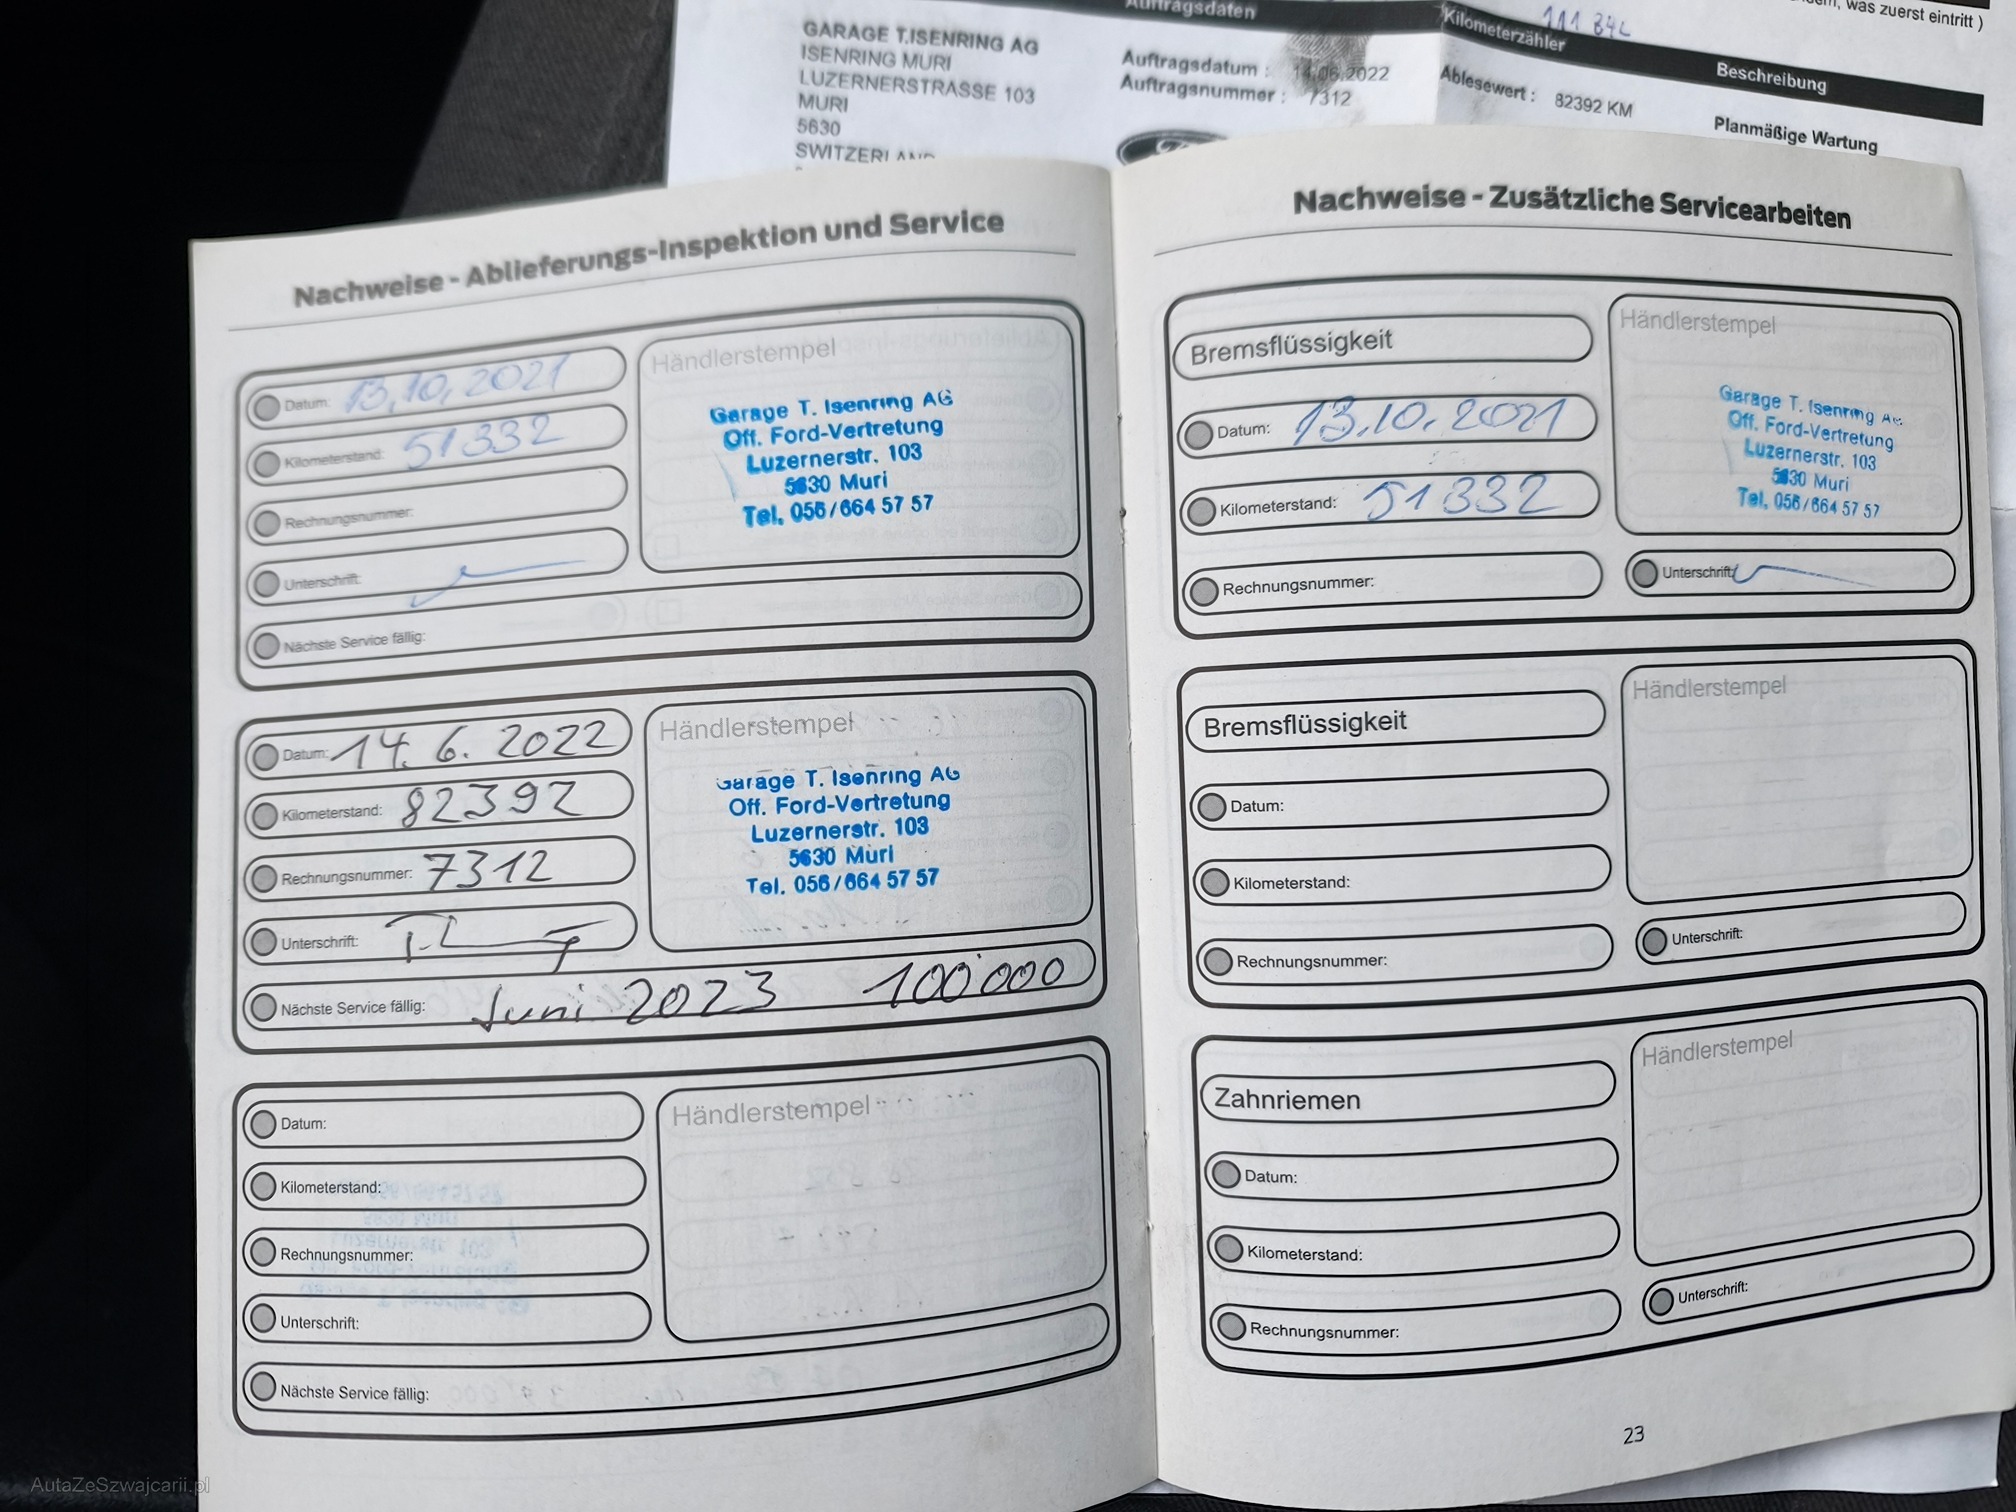 Auftragsdaten
was zuerst eintritt )
GARAGE T.ISENRING AG
ISENRING MURI
LUZERNERSTRASSE 103
MURI
5630
SWITZERLAND
Auftragsdatum : 14.06.2022
Auftragsnummer : 7312
Kilometerzähler
Ablesewert : 82392 KM
Beschreibung
Planmäßige Wartung
Nachweise - Ablieferungs-Inspektion und Service
Datum: 13.10.2021
Kilometerstand: 51332
Rechnungsnummer:
Unterschrift:
Nächste Service fällig:
Händlerstempel
Garage T. Isenring AG
Off. Ford-Vertretung
Luzernerstr. 103
5630 Muri
Tel. 056/664 57 57
Datum: 14. 6. 2022
Kilometerstand: 82392
Rechnungsnummer: 7312
Unterschrift:
Nächste Service fällig: Juni 2023 100'000
Händlerstempel
Garage T. Isenring AG
Off. Ford-Vertretung
Luzernerstr. 103
5630 Muri
Tel. 056/664 57 57
Datum:
Kilometerstand:
Rechnungsnummer:
Unterschrift:
Nächste Service fällig:
Händlerstempel
Nachweise - Zusätzliche Servicearbeiten
Bremsflüssigkeit
Datum: 13.10.2021
Kilometerstand: 51332
Rechnungsnummer:
Händlerstempel
Garage T. Isenring AG
Off. Ford-Vertretung
Luzernerstr. 103
5630 Muri
Tel. 056/664 57 57
Unterschrift:
Bremsflüssigkeit
Datum:
Kilometerstand:
Rechnungsnummer:
Händlerstempel
Unterschrift:
Zahnriemen
Datum:
Kilometerstand:
Rechnungsnummer:
Händlerstempel
Unterschrift:
23
AutaZeSzwajcarii.pl